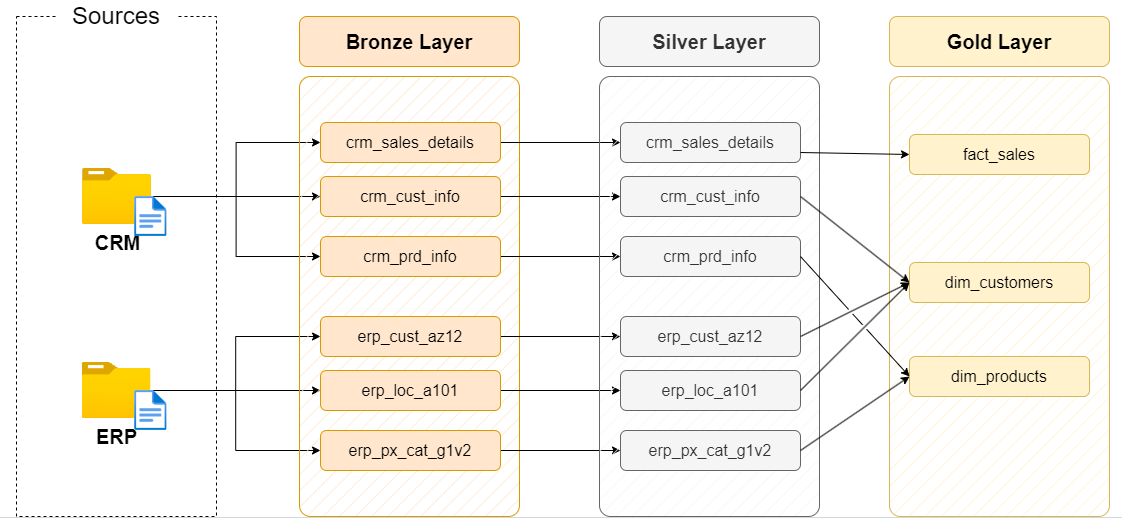 Sources
Bronze Layer
Silver Layer
Gold Layer
crm_sales_details
crm_sales_details
fact_sales
crm_cust_info
crm_cust_info
CRM
crm_prd_info
crm_prd_info
dim_customers
erp_cust_az12
erp_cust_az12
dim_products
erp_loc_a101
erp_loc_a101
ERP
erp_px_cat_g1v2
erp_px_cat_g1v2